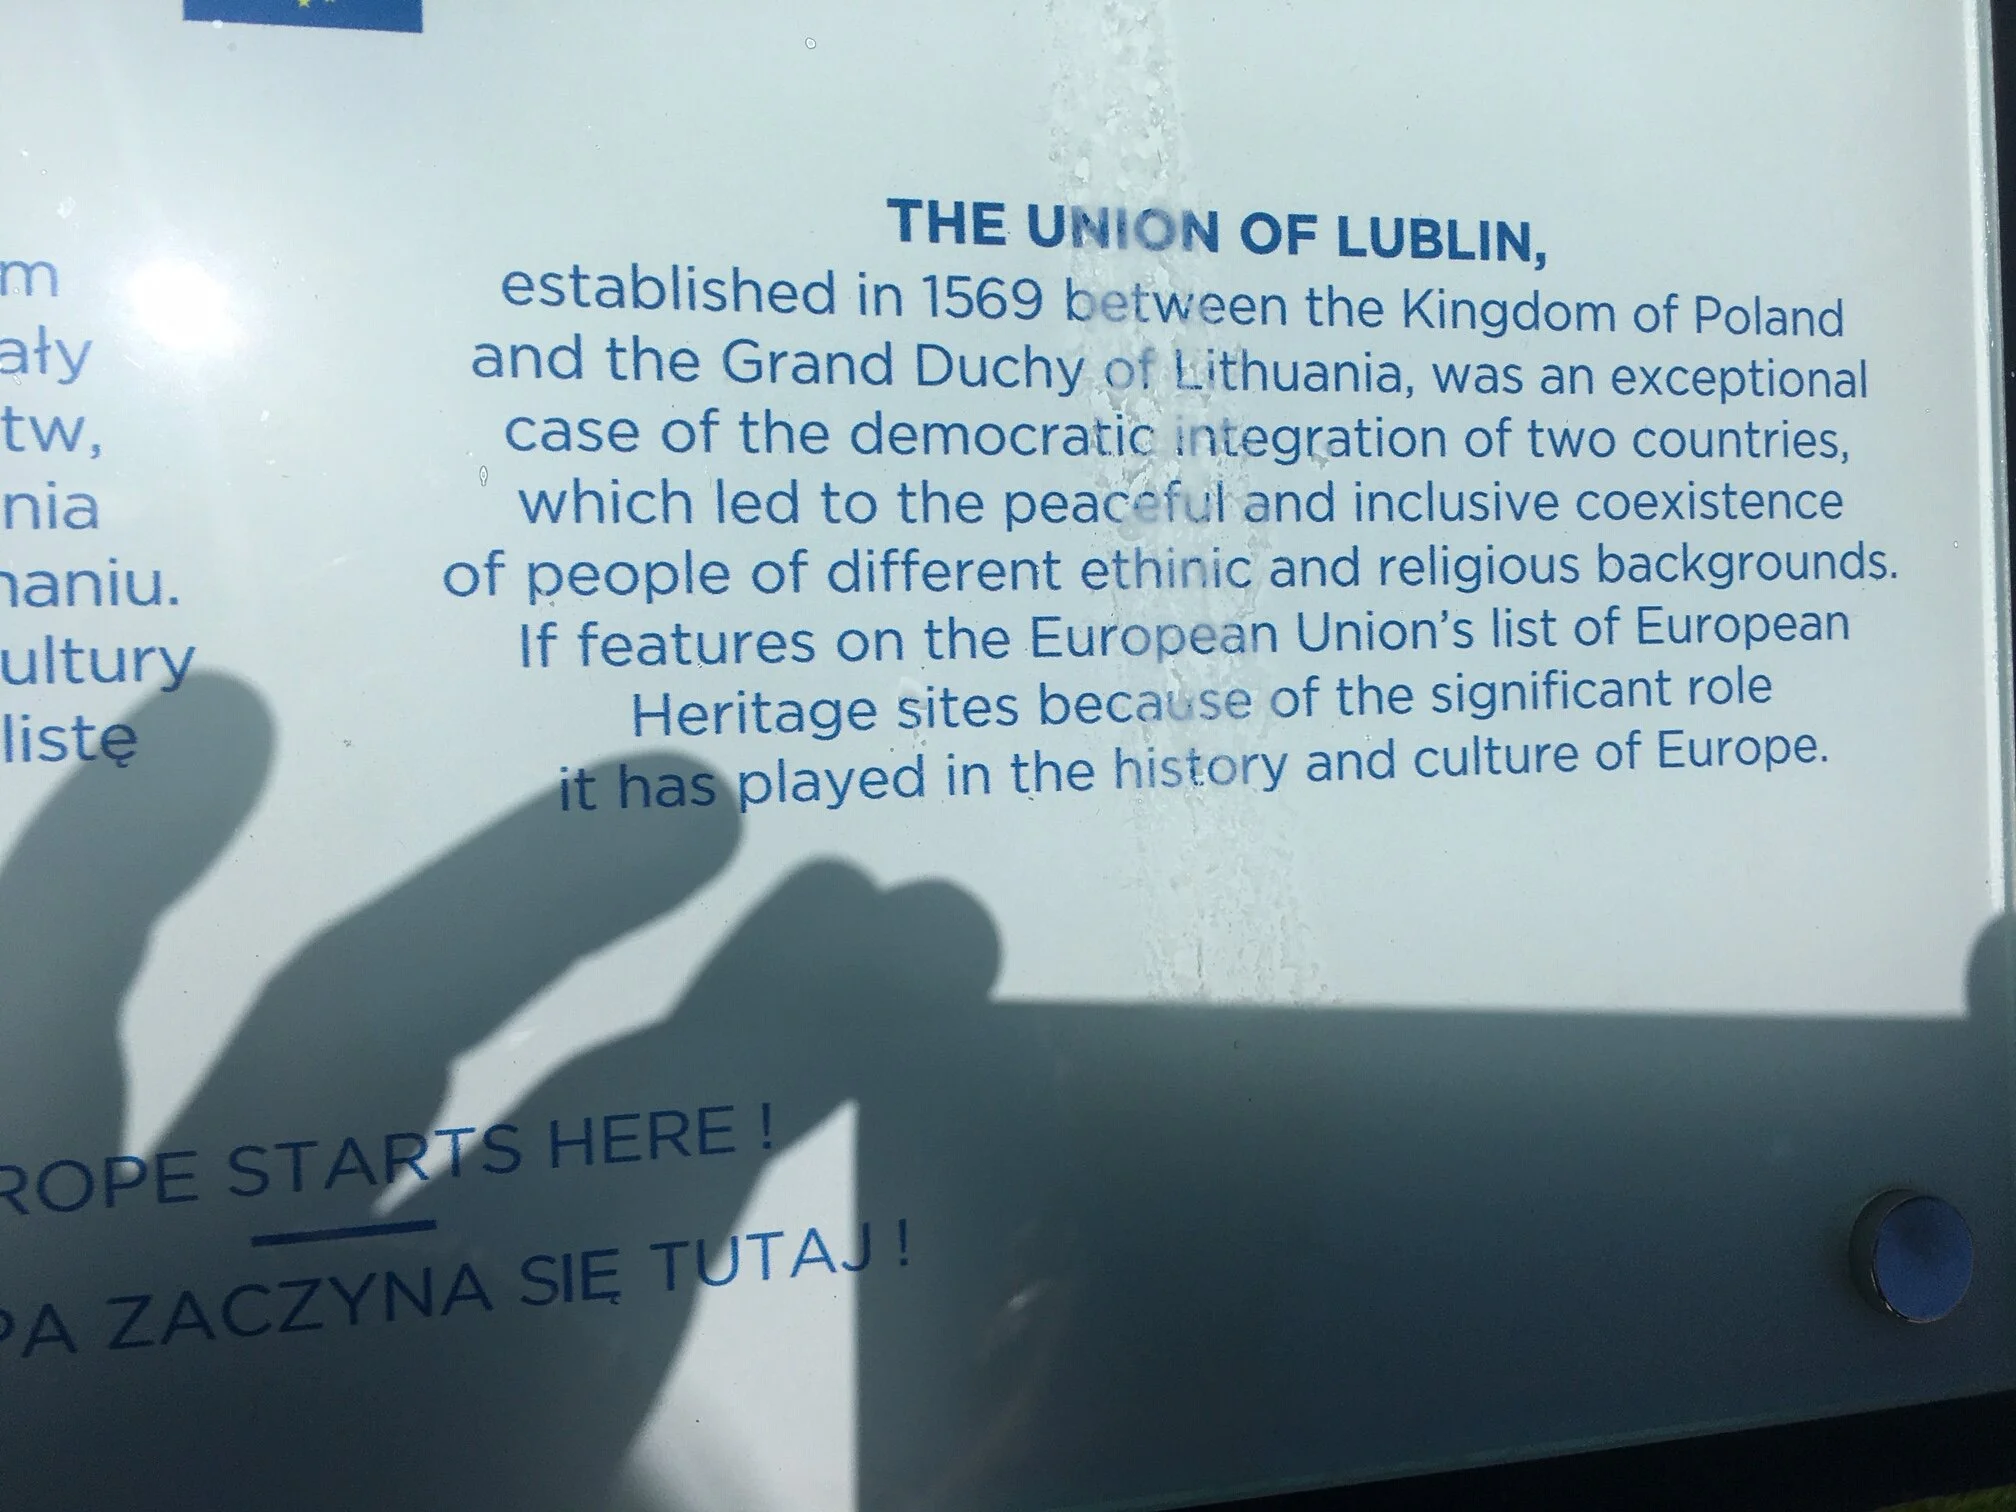 m
ały
tw,
nia
haniu.
ultury
listę
THE UNION OF LUBLIN,
established in 1569 between the Kingdom of Poland
and the Grand Duchy of Lithuania, was an exceptional
case of the democratic integration of two countries,
which led to the peaceful and inclusive coexistence
of people of different ethinic and religious backgrounds.
If features on the European Union's list of European
Heritage sites because of the significant role
it has played in the history and culture of Europe.
ROPE STARTS HERE !
PA ZACZYNA SIĘ TUTAJ !